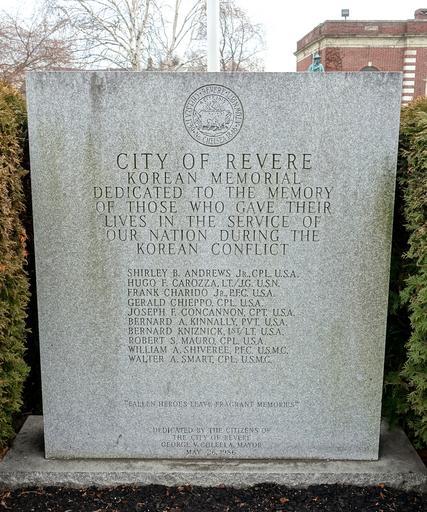 CITY OF REVERE
KOREAN MEMORIAL
DEDICATED TO THE MEMORY
OF THOSE WHO GAVE THEIR
LIVES IN THE SERVICE OF
OUR NATION DURING THE
KOREAN CONFLICT
SHIRLEY B. ANDREWS JR., CPL. U.S.A.
HUGO F. CAROZZA, LT. J.G. U.S.N.
FRANK CHARIDO JR., P.F.C. U.S.A.
GERALD CHIEPPO, CPL. U.S.A.
JOSEPH F. CONCANNON, CPT. U.S.A.
BERNARD A. KINNALLY, PVT. U.S.A.
BERNARD KNIZNICK, 1ST LT. U.S.A.
ROBERT S. MAURO, CPL. U.S.A.
WILLIAM A. SHIVEREE, P.F.C. U.S.M.C.
WALTER A. SMART, CPL. U.S.M.C.
"FALLEN HEROES LEAVE FRAGRANT MEMORIES"
DEDICATED BY THE CITIZENS OF
THE CITY OF REVERE
GEORGE V. COLELLA, MAYOR
MAY 26, 1986